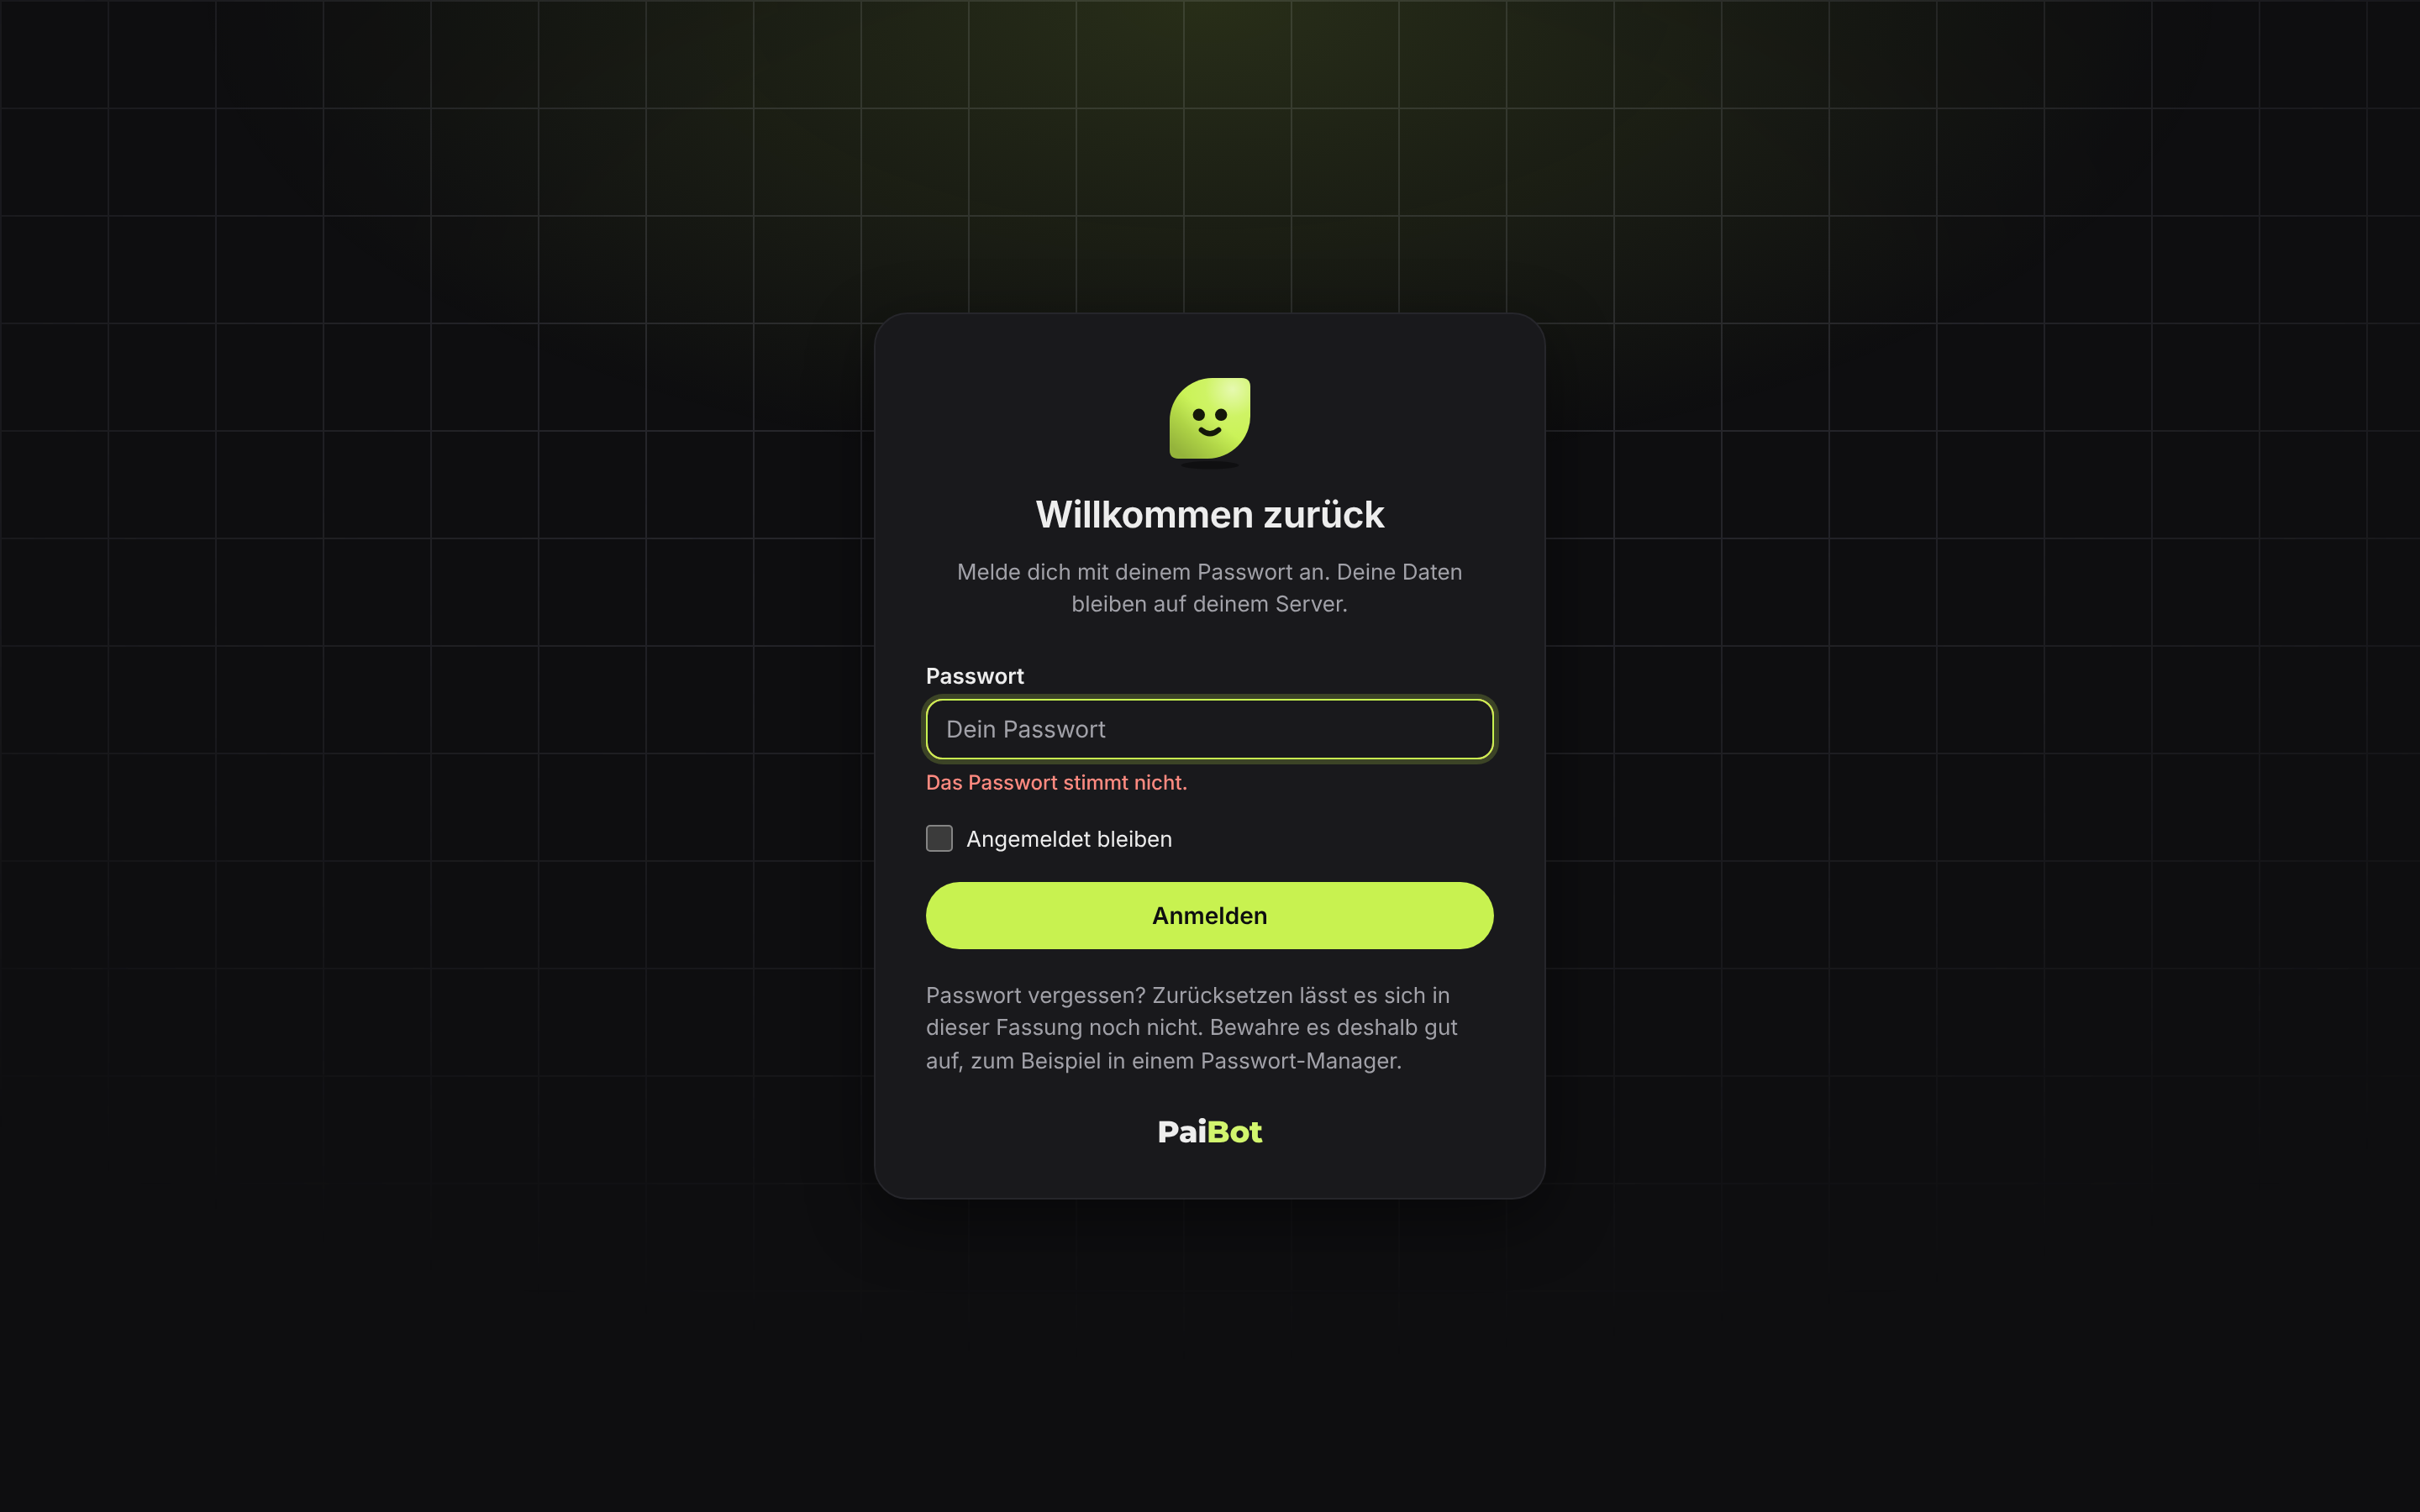 Willkommen zurück
Melde dich mit deinem Passwort an. Deine Daten
bleiben auf deinem Server.
Passwort
Dein Passwort
Das Passwort stimmt nicht.
Angemeldet bleiben
Anmelden
Passwort vergessen? Zurücksetzen lässt es sich in
dieser Fassung noch nicht. Bewahre es deshalb gut
auf, zum Beispiel in einem Passwort-Manager.
PaiBot